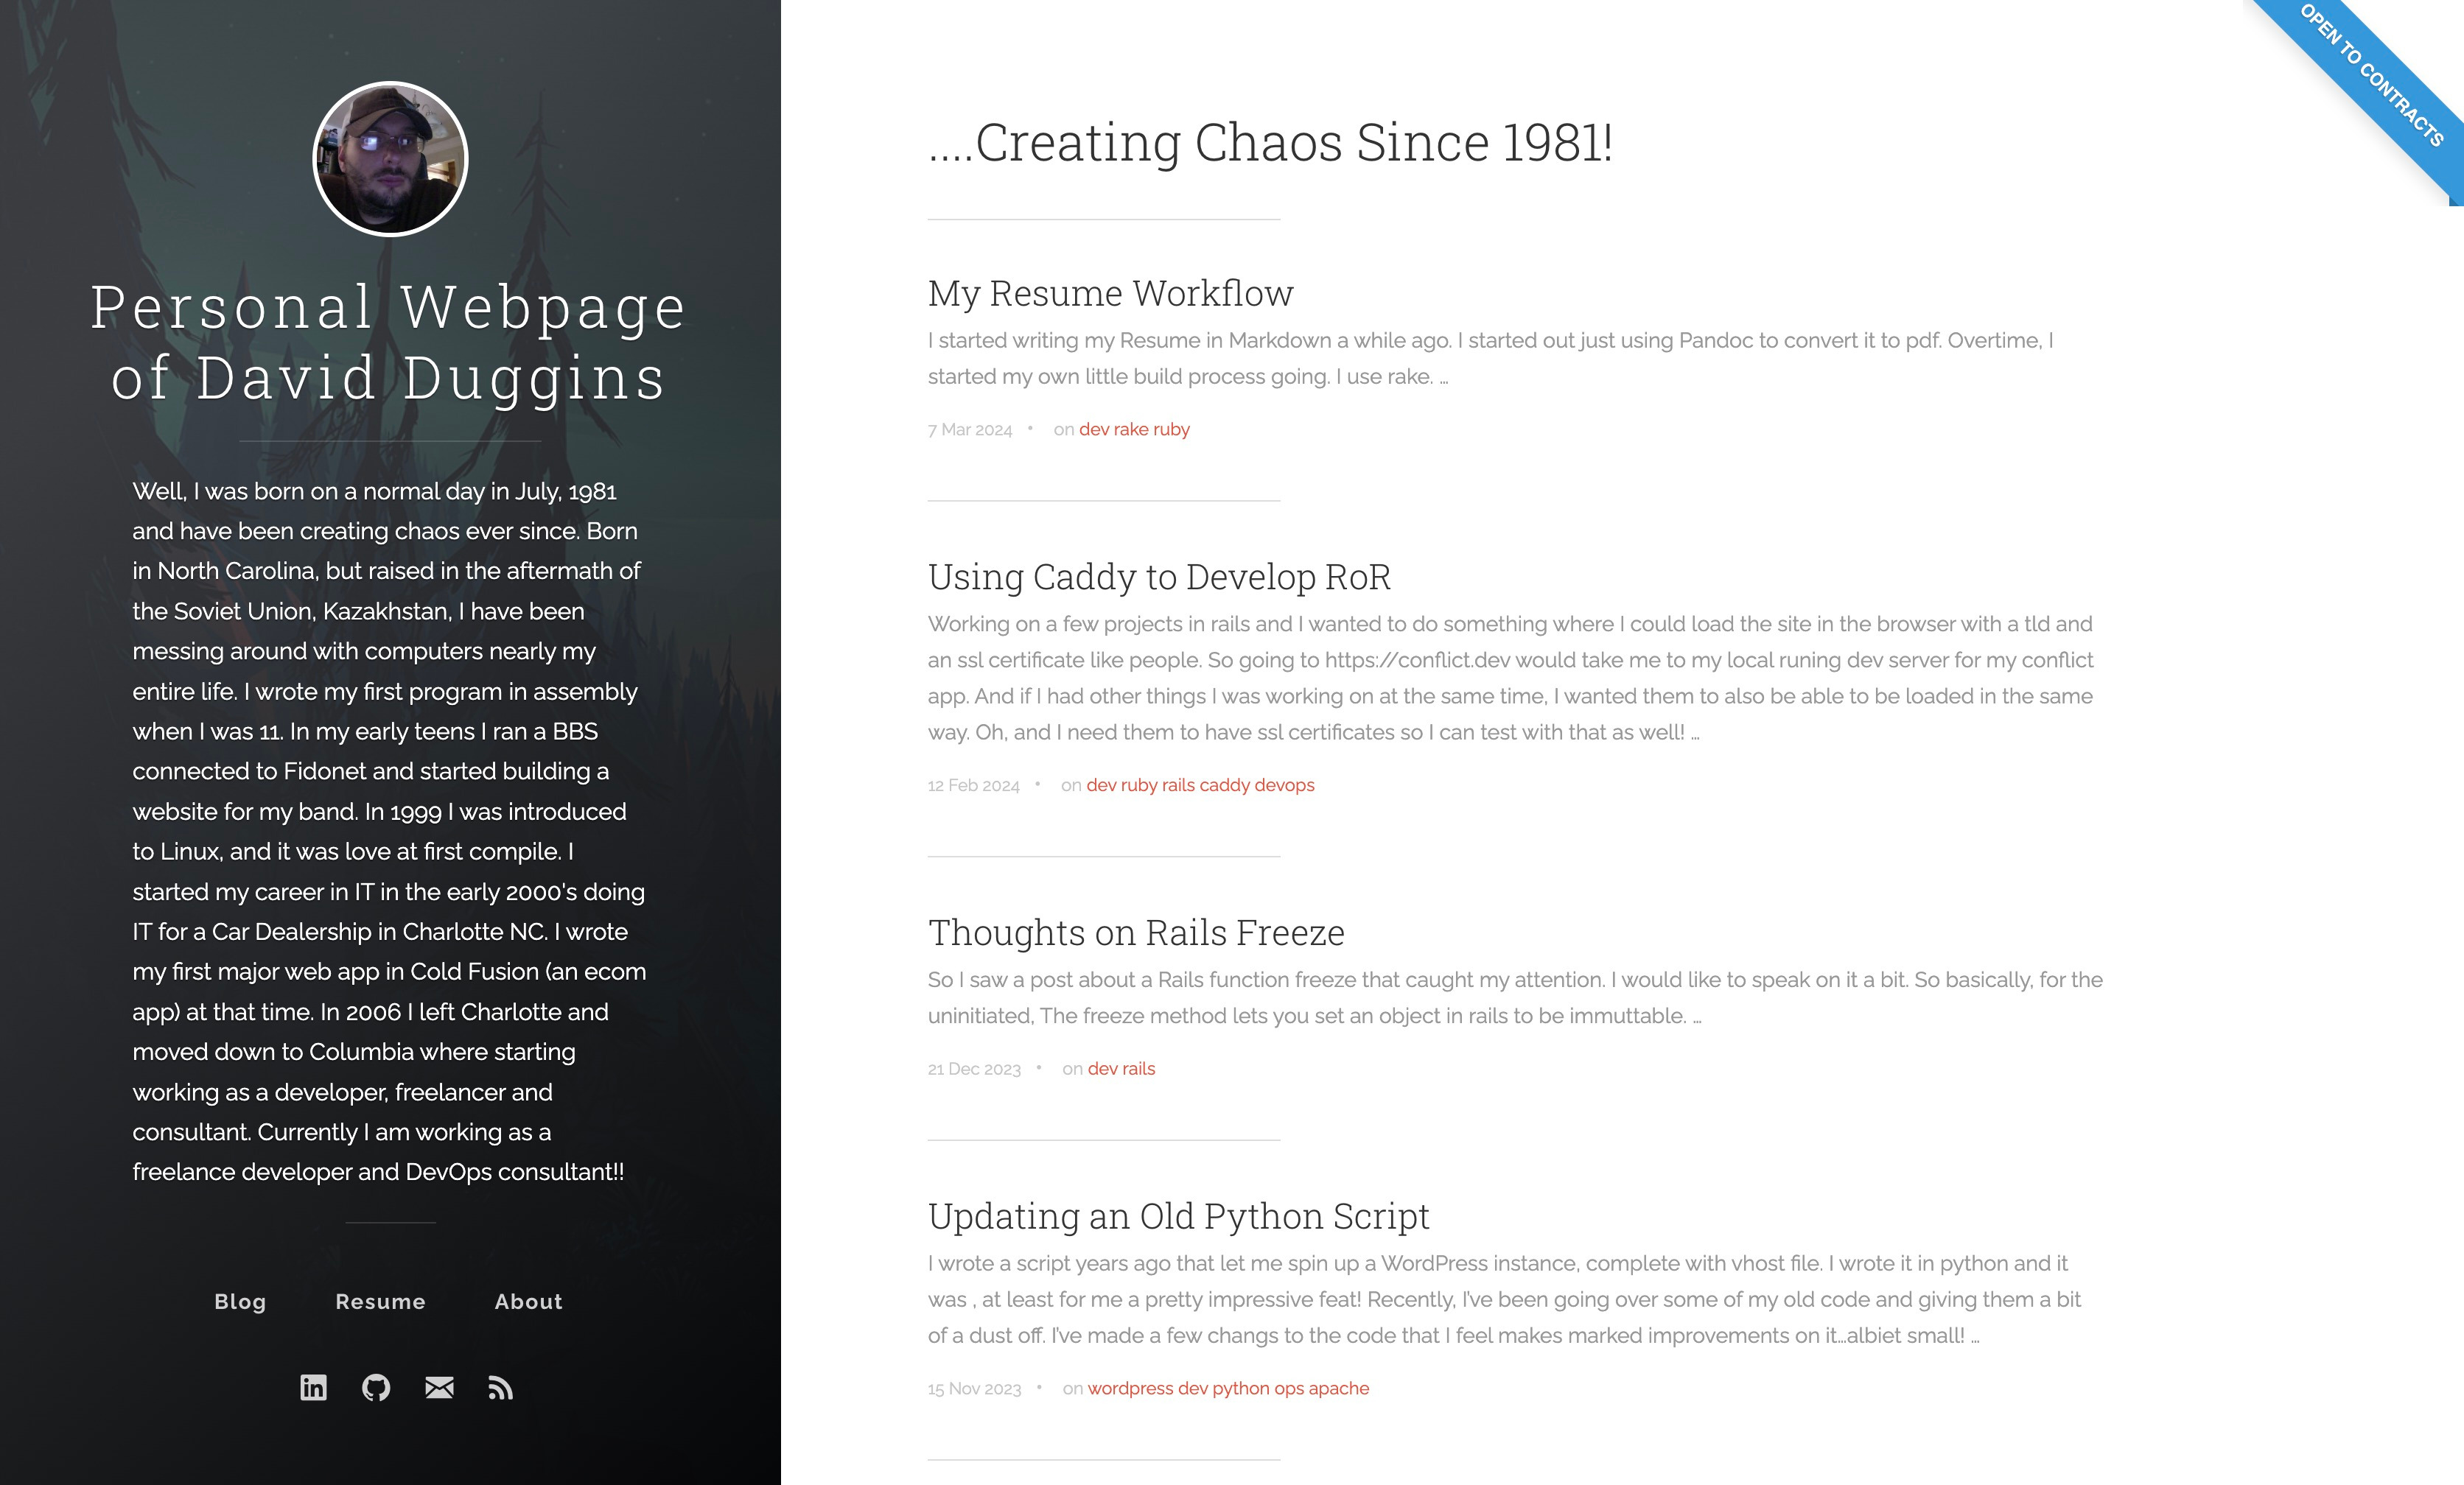 Personal Webpage
of David Duggins
Well, I was born on a normal day in July, 1981
and have been creating chaos ever since. Born
in North Carolina, but raised in the aftermath of
the Soviet Union, Kazakhstan, I have been
messing around with computers nearly my
entire life. I wrote my first program in assembly
when I was 11. In my early teens I ran a BBS
connected to Fidonet and started building a
website for my band. In 1999 I was introduced
to Linux, and it was love at first compile. I
started my career in IT in the early 2000's doing
IT for a Car Dealership in Charlotte NC. I wrote
my first major web app in Cold Fusion (an ecom
app) at that time. In 2006 I left Charlotte and
moved down to Columbia where starting
working as a developer, freelancer and
consultant. Currently I am working as a
freelance developer and DevOps consultant!!
Blog Resume About
OPEN TO CONTRACTS
....Creating Chaos Since 1981!
My Resume Workflow
I started writing my Resume in Markdown a while ago. I started out just using Pandoc to convert it to pdf. Overtime, I
started my own little build process going. I use rake. …
7 Mar 2024 • on dev rake ruby
Using Caddy to Develop RoR
Working on a few projects in rails and I wanted to do something where I could load the site in the browser with a tld and
an ssl certificate like people. So going to https://conflict.dev would take me to my local runing dev server for my conflict
app. And if I had other things I was working on at the same time, I wanted them to also be able to be loaded in the same
way. Oh, and I need them to have ssl certificates so I can test with that as well! …
12 Feb 2024 • on dev ruby rails caddy devops
Thoughts on Rails Freeze
So I saw a post about a Rails function freeze that caught my attention. I would like to speak on it a bit. So basically, for the
uninitiated, The freeze method lets you set an object in rails to be immuttable. …
21 Dec 2023 • on dev rails
Updating an Old Python Script
I wrote a script years ago that let me spin up a WordPress instance, complete with vhost file. I wrote it in python and it
was , at least for me a pretty impressive feat! Recently, I've been going over some of my old code and giving them a bit
of a dust off. I've made a few changs to the code that I feel makes marked improvements on it…albiet small! …
15 Nov 2023 • on wordpress dev python ops apache